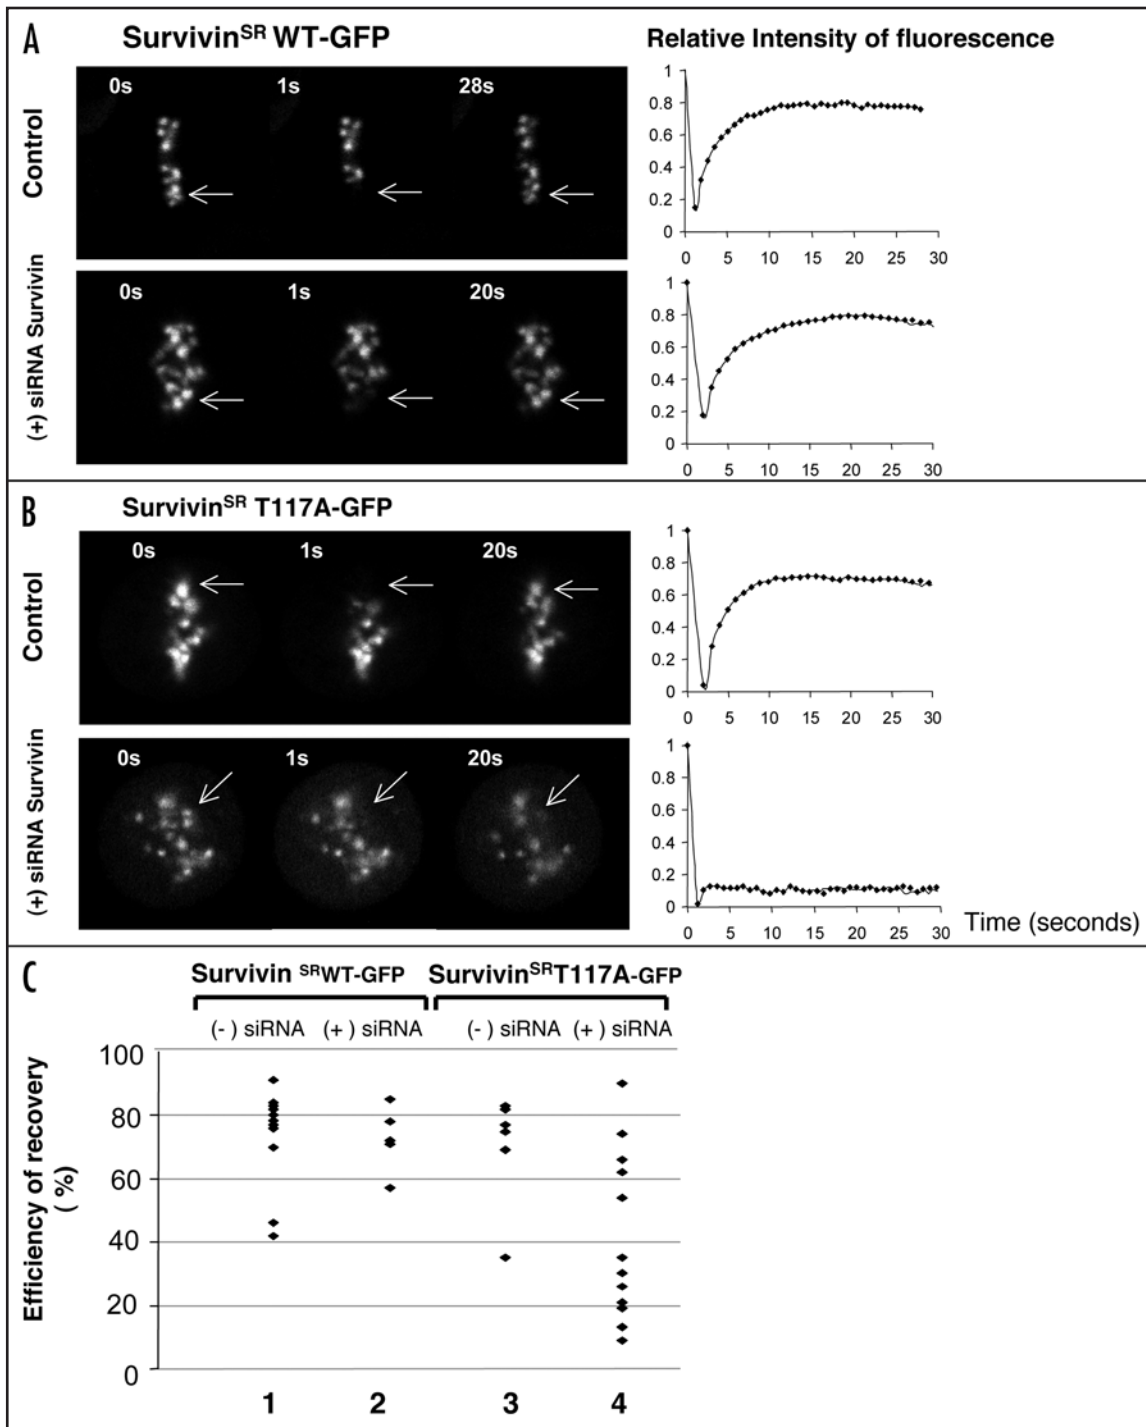 A
Survivin^SR WT-GFP
Relative Intensity of fluorescence
Control
0s 1s 28s
1
0.8
0.6
0.4
0.2
0
0 5 10 15 20 25 30
(+) siRNA Survivin
0s 1s 20s
1
0.8
0.6
0.4
0.2
0
0 5 10 15 20 25 30
B
Survivin^SR T117A-GFP
Control
0s 1s 20s
1
0.8
0.6
0.4
0.2
0
0 5 10 15 20 25 30
(+) siRNA Survivin
0s 1s 20s
1
0.8
0.6
0.4
0.2
0
0 5 10 15 20 25 30
Time (seconds)
C
Survivin ^SRWT-GFP Survivin^SRT117A-GFP
(-) siRNA (+) siRNA (-) siRNA (+) siRNA
Efficiency of recovery
( %)
100
80
60
40
20
0
1 2 3 4